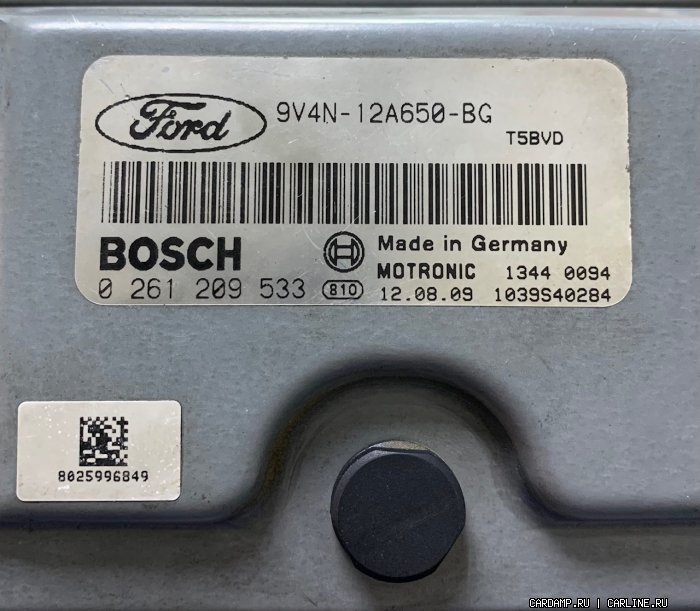 Ford 9V4N-12A650-BG
T5BVD
BOSCH Made in Germany
MOTRONIC 1344 0094
0 261 209 533 810 12.08.09 1039S40284
8025996849
CARDAMP.RU | CARLINE.RU